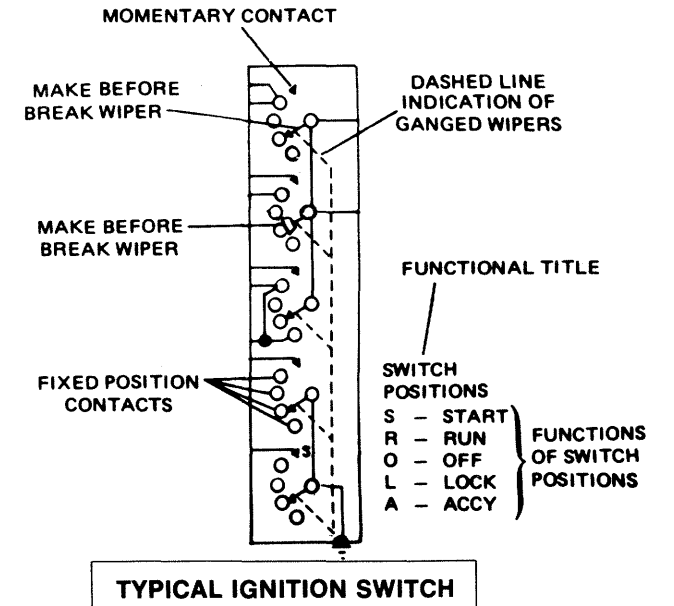 MOMENTARY CONTACT
MAKE BEFORE
BREAK WIPER
DASHED LINE
INDICATION OF
GANGED WIPERS
MAKE BEFORE
BREAK WIPER
FUNCTIONAL TITLE
FIXED POSITION
CONTACTS
SWITCH
POSITIONS
S – START
R – RUN
O – OFF
L – LOCK
A – ACCY
FUNCTIONS
OF SWITCH
POSITIONS
S
TYPICAL IGNITION SWITCH